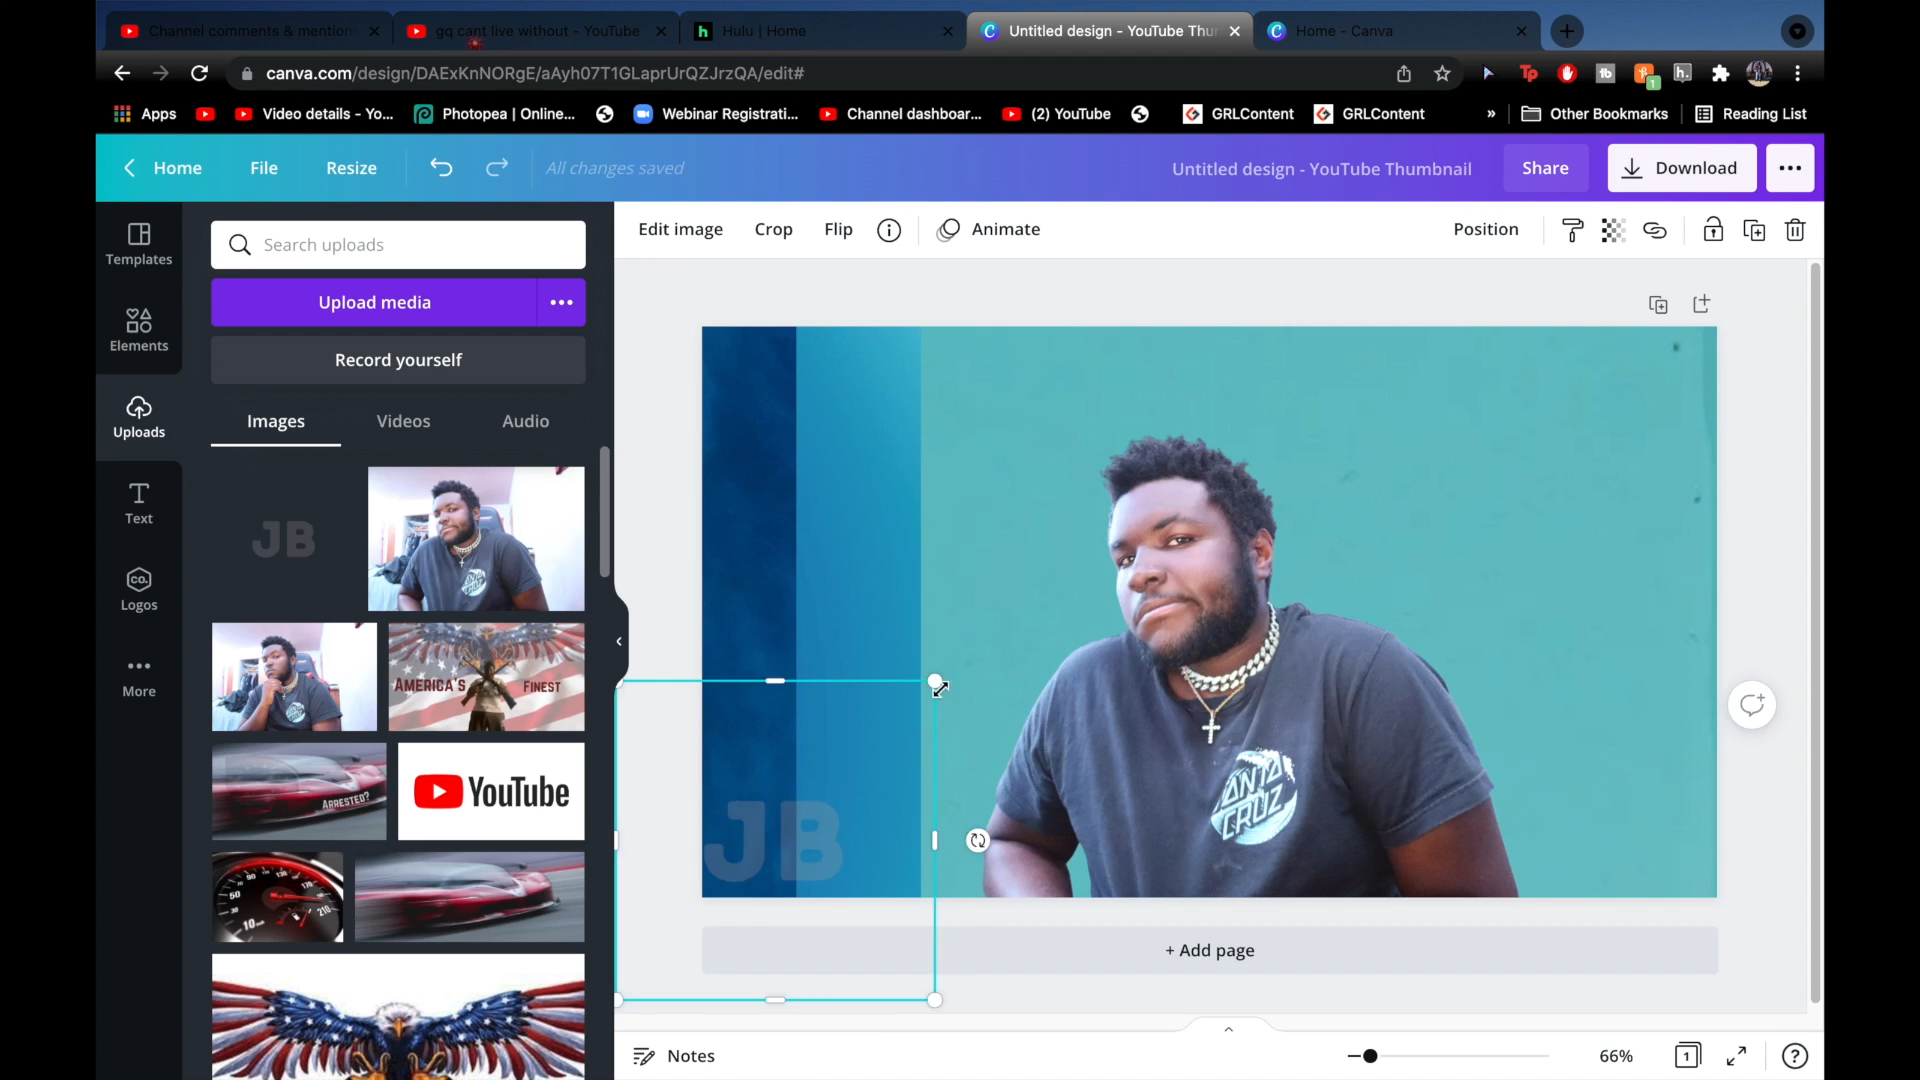 Channel comments & mention
gq cant live without - YouTube
Hulu | Home
Untitled design - YouTube Thu
Home - Canva
canva.com/design/DAExKnNORgE/aAyh07T1GLaprUrQZJrzQA/edit#
Apps
Video details - Yo...
Photopea | Online...
Webinar Registrati...
Channel dashboar...
(2) YouTube
GRLContent
GRLContent
»
Other Bookmarks
Reading List
Home
File
Resize
All changes saved
Untitled design - YouTube Thumbnail
Share
Download
Templates
Elements
Uploads
Text
Logos
More
Search uploads
Upload media
Record yourself
Images
Videos
Audio
Edit image
Crop
Flip
Animate
Position
JB
AMERICA'S FINEST
ARRESTED?
YouTube
JB
SANTA
CRUZ
+ Add page
Notes
66%
1